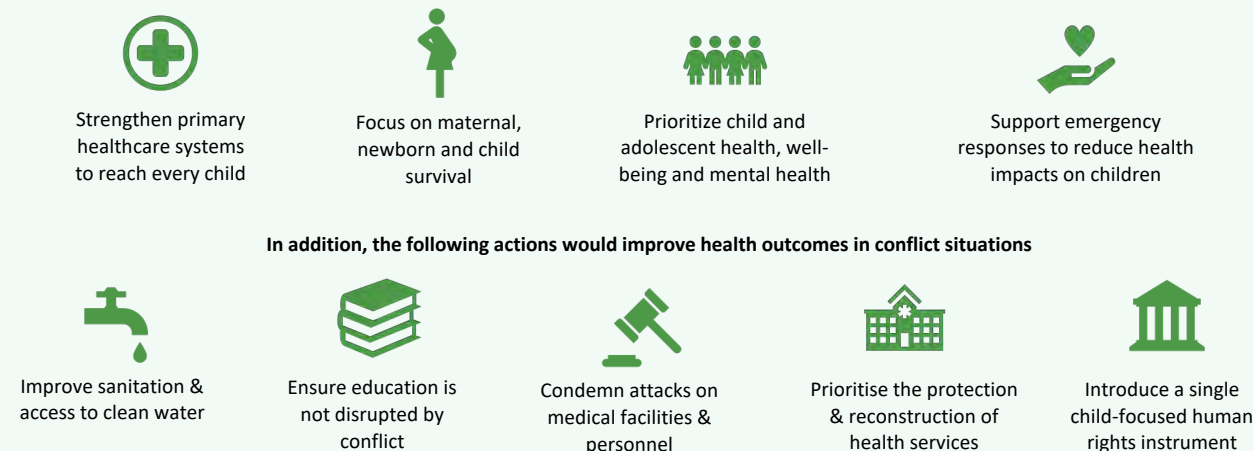 Strengthen primary
healthcare systems
to reach every child
Focus on maternal,
newborn and child
survival
Prioritize child and
adolescent health, well-
being and mental health
Support emergency
responses to reduce health
impacts on children
In addition, the following actions would improve health outcomes in conflict situations
Improve sanitation &
access to clean water
Ensure education is
not disrupted by
conflict
Condemn attacks on
medical facilities &
personnel
Prioritise the protection
& reconstruction of
health services
Introduce a single
child-focused human
rights instrument